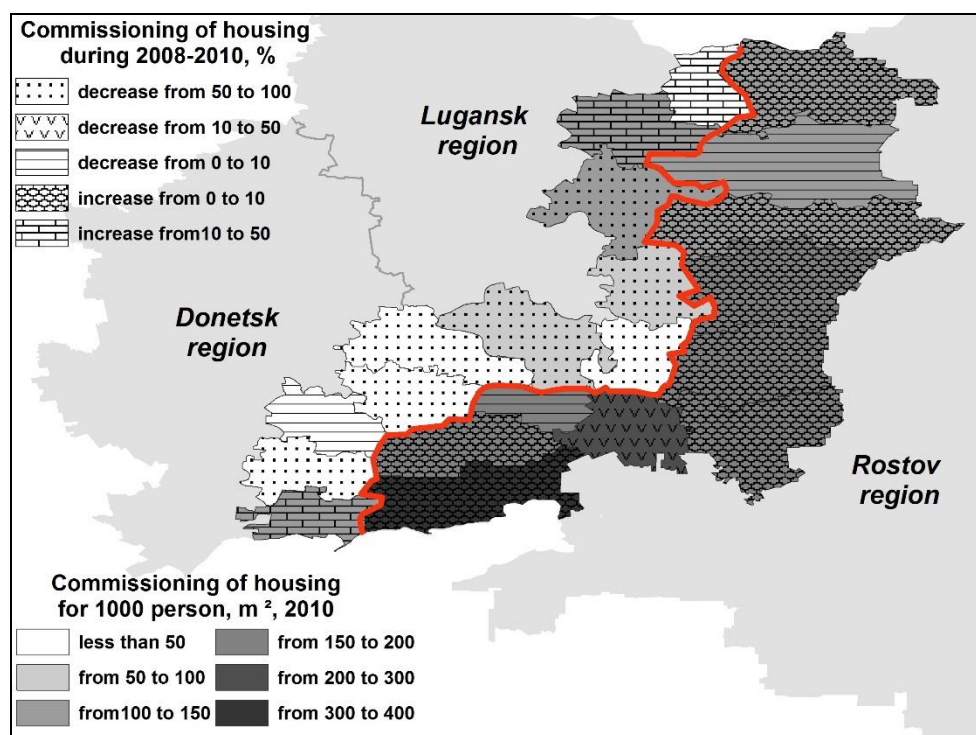 Commissioning of housing
during 2008-2010, %
decrease from 50 to 100
decrease from 10 to 50
decrease from 0 to 10
increase from 0 to 10
increase from10 to 50
Lugansk
region
Donetsk
region
Rostov
region
Commissioning of housing
for 1000 person, m ², 2010
less than 50
from 50 to 100
from100 to 150
from 150 to 200
from 200 to 300
from 300 to 400